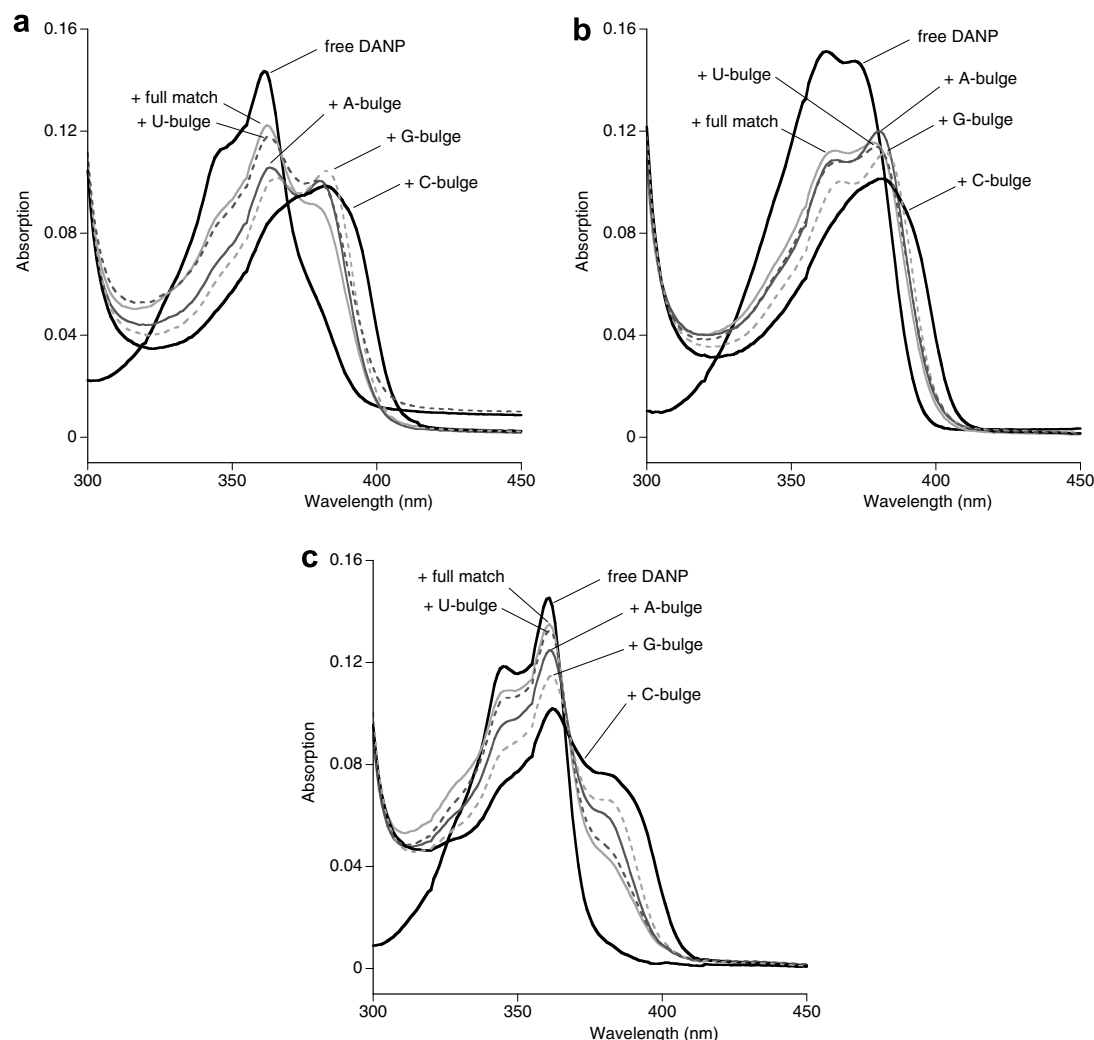 a
0.16
0.12
0.08
0.04
0
Absorption
300
350
400
450
Wavelength (nm)
free DANP
+ full match
+ U-bulge
+ A-bulge
+ G-bulge
+ C-bulge
b
0.16
0.12
0.08
0.04
0
Absorption
300
350
400
450
Wavelength (nm)
free DANP
+ U-bulge
+ A-bulge
+ full match
+ G-bulge
+ C-bulge
c
0.16
0.12
0.08
0.04
0
Absorption
300
350
400
450
Wavelength (nm)
+ full match
free DANP
+ U-bulge
+ A-bulge
+ G-bulge
+ C-bulge